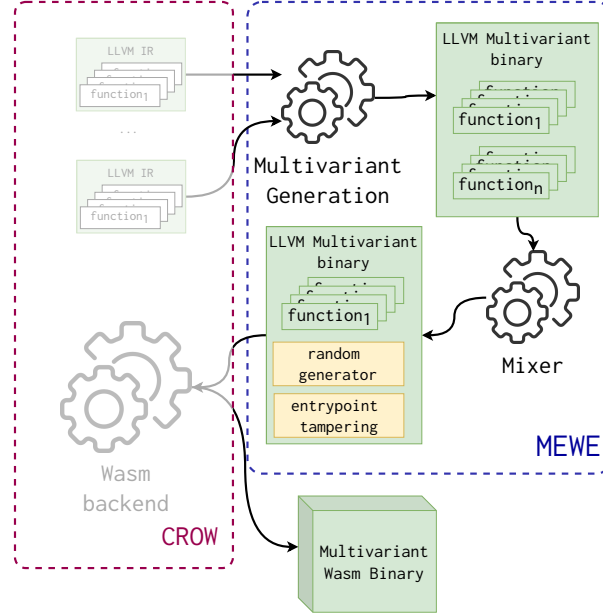 LLVM IR
function1
...
LLVM IR
function1
Multivariant
Generation
LLVM Multivariant
binary
function
function1
functionn
Mixer
LLVM Multivariant
binary
function1
random
generator
entrypoint
tampering
MEWE
Wasm
backend
CROW
Multivariant
Wasm Binary